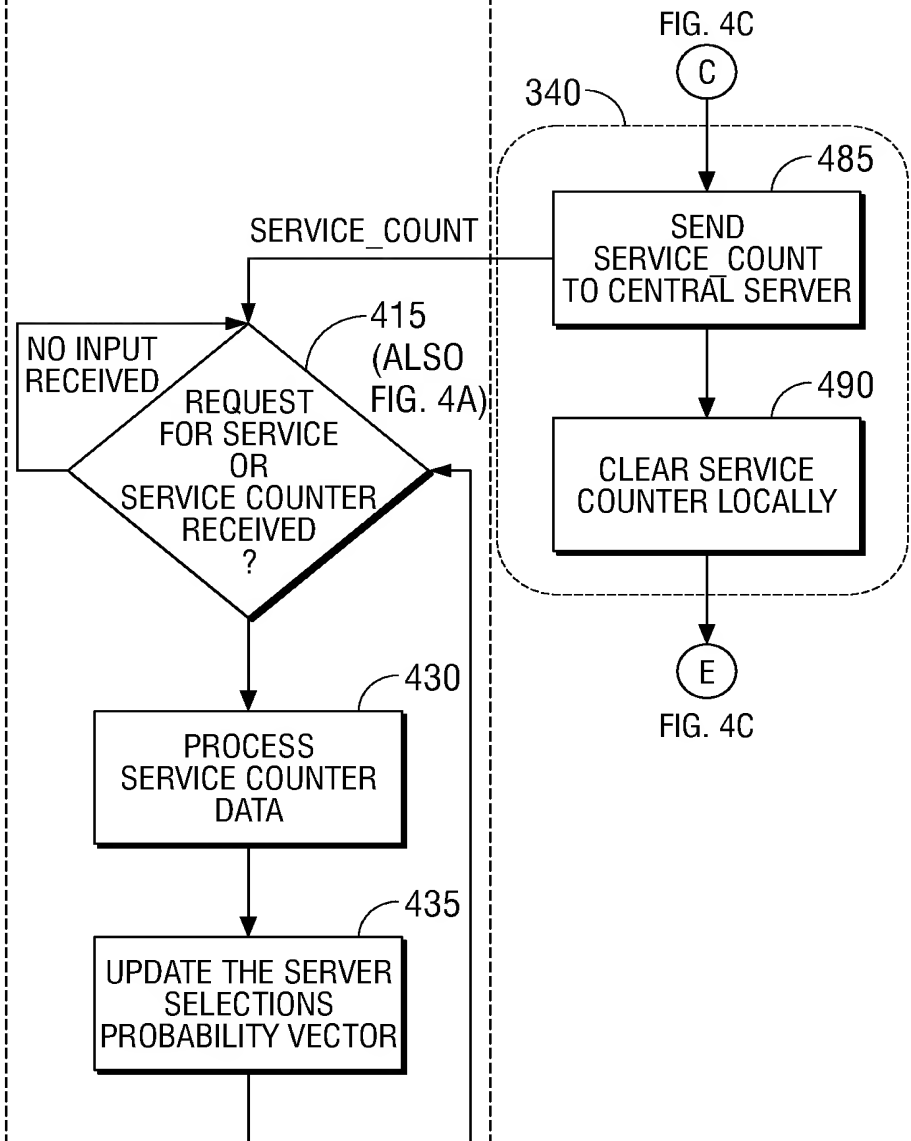 FIG. 4C
C
340
485
SEND
SERVICE_COUNT
TO CENTRAL SERVER
SERVICE_COUNT
415
(ALSO
FIG. 4A)
NO INPUT
RECEIVED
REQUEST
FOR SERVICE
OR
SERVICE COUNTER
RECEIVED
?
490
CLEAR SERVICE
COUNTER LOCALLY
E
FIG. 4C
430
PROCESS
SERVICE COUNTER
DATA
435
UPDATE THE SERVER
SELECTIONS
PROBABILITY VECTOR